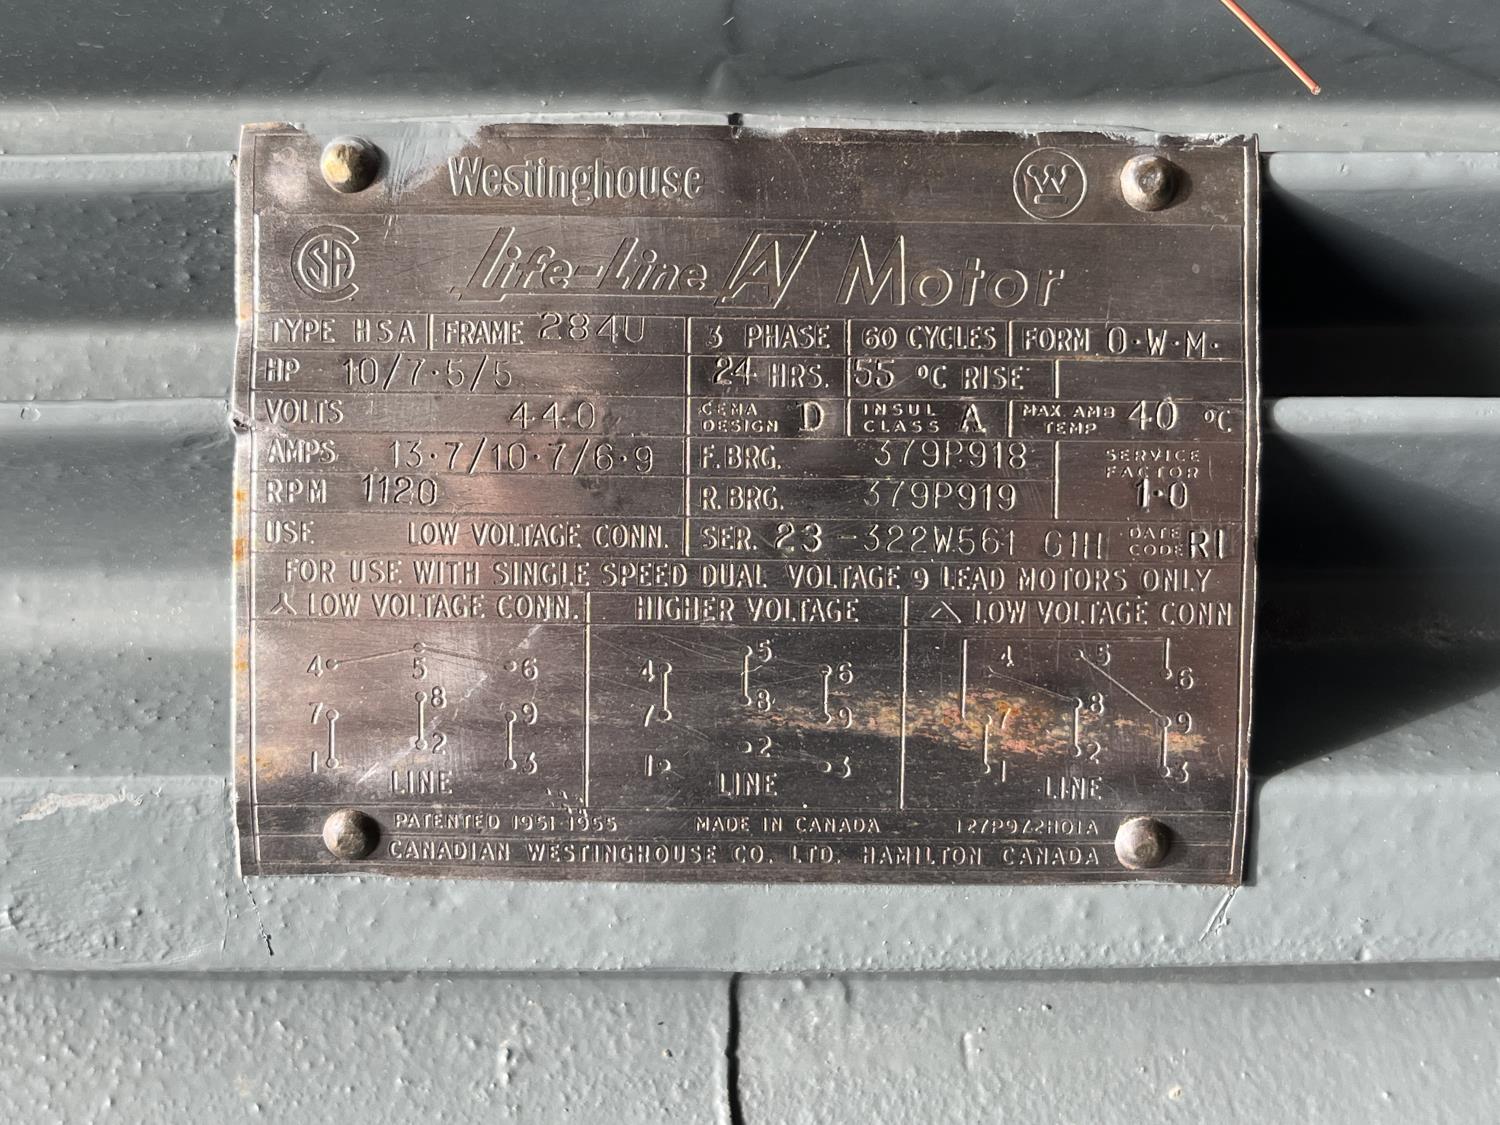 Westinghouse W
CSA Life-Line A Motor
TYPE HSA FRAME 284U 3 PHASE 60 CYCLES FORM O·W·M·
HP 10/7·5/5 24 HRS. 55 °C RISE
VOLTS 440 CEMA DESIGN D INSUL CLASS A MAX. AMB TEMP 40 °C
AMPS 13·7/10·7/6·9 F. BRG. 379P918 SERVICE FACTOR 1·0
RPM 1120 R. BRG. 379P919
USE LOW VOLTAGE CONN. SER. 23-322W561 DATE CODE
FOR USE WITH SINGLE SPEED DUAL VOLTAGE 9 LEAD MOTORS ONLY
LOW VOLTAGE CONN. HIGHER VOLTAGE LOW VOLTAGE CONN
4 5 6 4 5 6 4 5 6
7 8 9 7 8 9 7 8 9
1 2 3 1 2 3 1 2 3
LINE LINE LINE
PATENTED 1951-1955 MADE IN CANADA
CANADIAN WESTINGHOUSE CO. LTD. HAMILTON CANADA